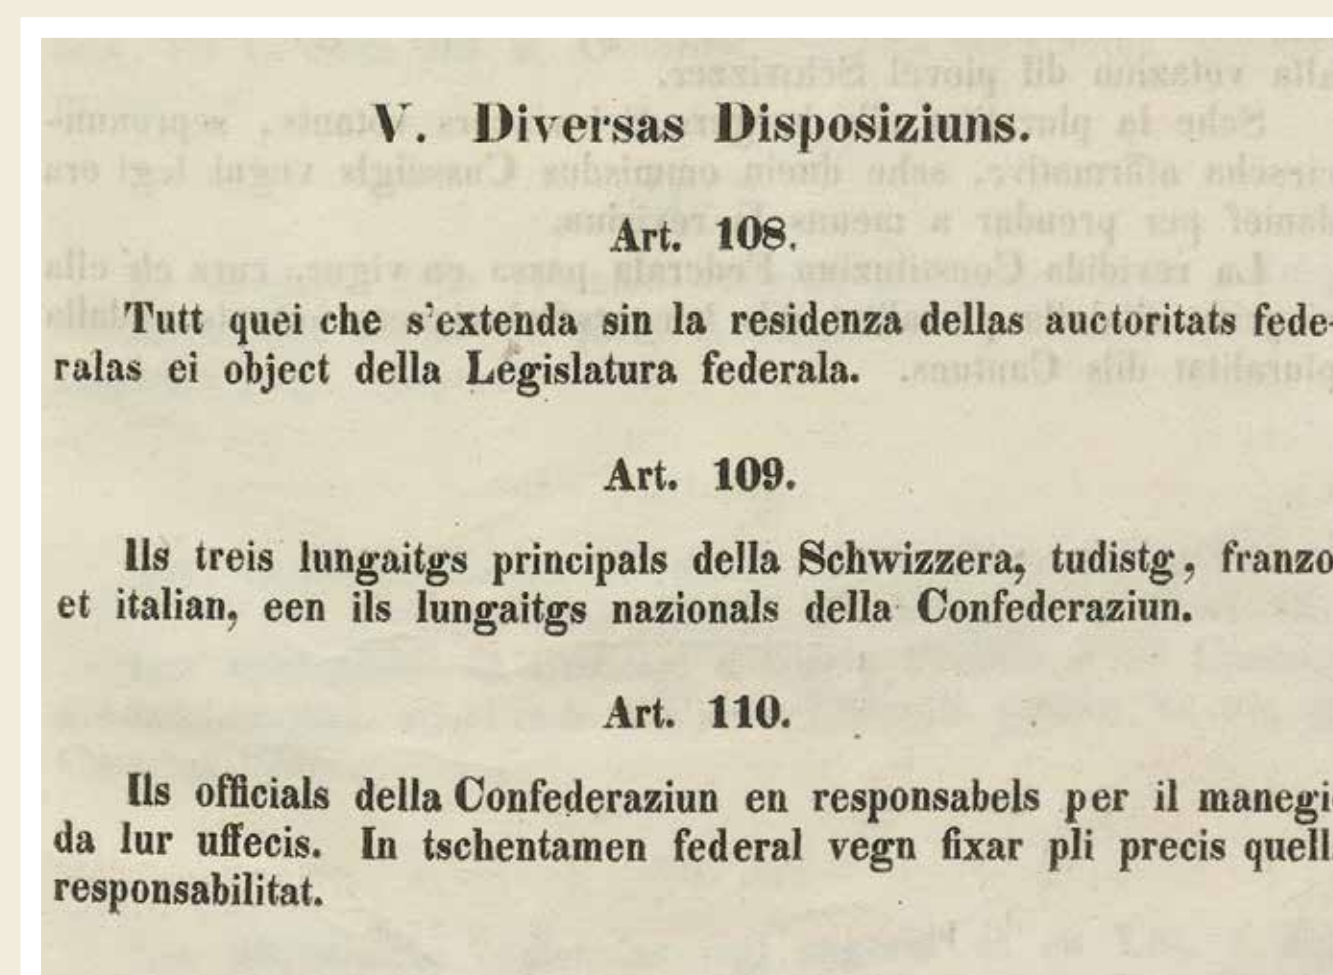 V. Diversas Disposiziuns.
Art. 108.
Tutt quei che s'extenda sin la residenza dellas auctoritats fede-
ralas ei object della Legislatura federala.
Art. 109.
Ils treis lungaitgs principals della Schwizzera, tudistg, franzo
et italian, een ils lungaitgs nazionals della Confederaziun.
Art. 110.
Ils officials della Confederaziun en responsabels per il manegi
da lur uffecis. In tschentamen federal vegn fixar pli precis quell
responsabilitat.